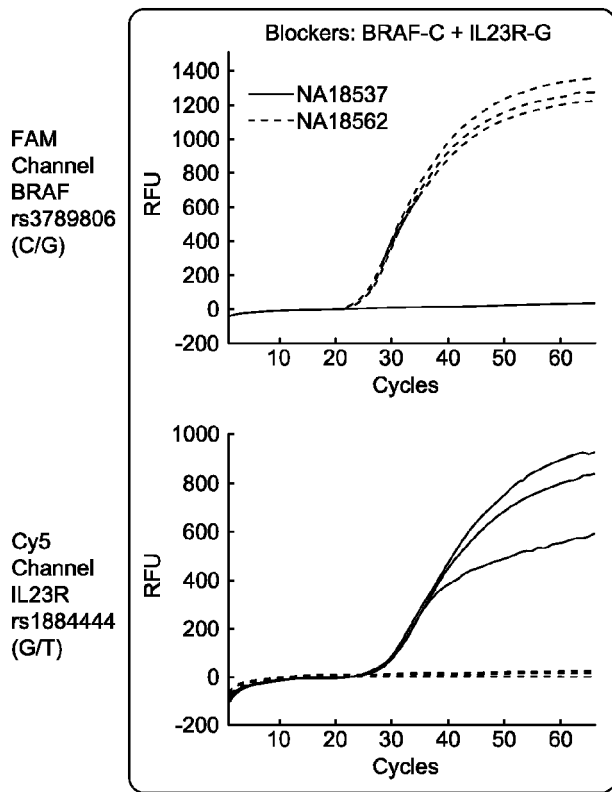 Blockers: BRAF-C + IL23R-G
FAM
Channel
BRAF
rs3789806
(C/G)
RFU
1400
1200
1000
800
600
400
200
0
-200
NA18537
NA18562
10 20 30 40 50 60
Cycles
Cy5
Channel
IL23R
rs1884444
(G/T)
RFU
1000
800
600
400
200
0
-200
10 20 30 40 50 60
Cycles